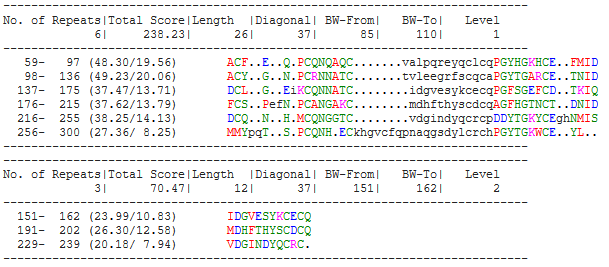 ---------------------------------------------------------------------------
No. of Repeats|Total Score|Length  |Diagonal| BW-From|   BW-To|   Level
             6|     238.23|      26|      37|      85|     110|       1
---------------------------------------------------------------------------
   59-   97 (48.30/19.56)        ACF..E..Q.PCQNQAQC.......valpqreyqclcqPGYHGKHCE..FMID
   98-  136 (49.23/20.06)        ACY..G..N.PCRNNATC.......tvleegrfscqcaPGYTGARCE..TNID
  137-  175 (37.47/13.71)        DCL..G..EiKCQNNATC.......idgvesykcecqPGFSGEFCD..TKIQ
  176-  215 (37.62/13.79)        FCS..PefN.PCANGAKC.......mdhfthyscdcqAGFHGTNCT..DNID
  216-  255 (38.25/14.13)        DCQ..N..H.MCQNGGTC.......vdgindyqcrcpDDYTGKYCEghNMIS
  256-  300 (27.36/ 8.25)        MMYpqT..S.PCQNH.ECkhgvcfqpnaqgsdylcrchPGYTGKWCE..YL..
---------------------------------------------------------------------------
---------------------------------------------------------------------------
No. of Repeats|Total Score|Length  |Diagonal| BW-From|   BW-To|   Level
             3|      70.47|      12|      37|     151|     162|       2
---------------------------------------------------------------------------
  151-  162 (23.99/10.83)        IDGVESYKCECQ
  191-  202 (26.30/12.58)        MDHFTHYSCDCQ
  229-  239 (20.18/ 7.94)        VDGINDYQCRC.
---------------------------------------------------------------------------